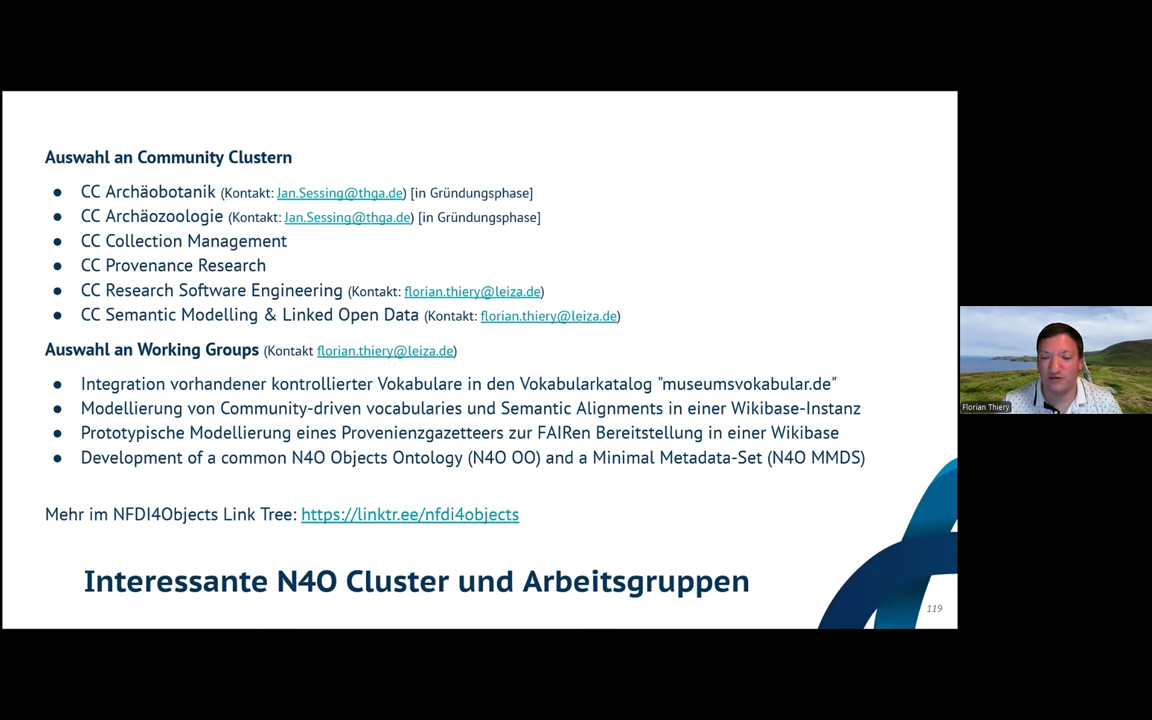 Auswahl an Community Clustern
● CC Archäobotanik (Kontakt: Jan.Sessing@thga.de) [in Gründungsphase]
● CC Archäozoologie (Kontakt: Jan.Sessing@thga.de) [in Gründungsphase]
● CC Collection Management
● CC Provenance Research
● CC Research Software Engineering (Kontakt: florian.thiery@leiza.de)
● CC Semantic Modelling & Linked Open Data (Kontakt: florian.thiery@leiza.de)
Auswahl an Working Groups (Kontakt florian.thiery@leiza.de)
● Integration vorhandener kontrollierter Vokabulare in den Vokabularkatalog "museumsvokabular.de"
● Modellierung von Community-driven vocabularies und Semantic Alignments in einer Wikibase-Instanz
● Prototypische Modellierung eines Provenienzgazetteers zur FAIRen Bereitstellung in einer Wikibase
● Development of a common N4O Objects Ontology (N4O OO) and a Minimal Metadata-Set (N4O MMDS)
Mehr im NFDI4Objects Link Tree: https://linktr.ee/nfdi4objects
Interessante N4O Cluster und Arbeitsgruppen
119
Florian Thiery